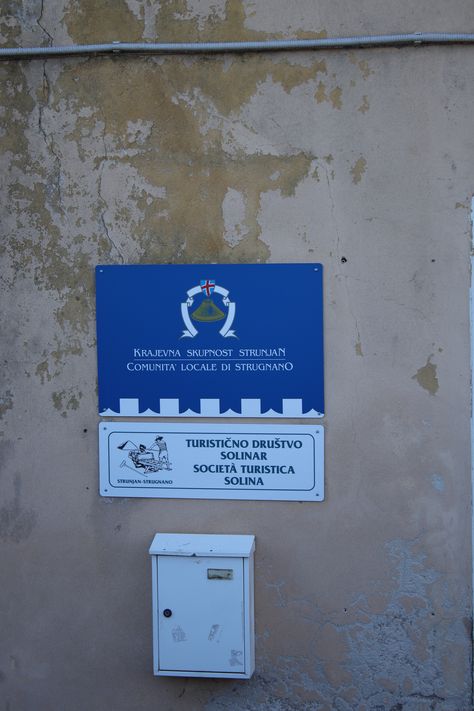 KRAJEVNA SKUPNOST STRUNJAN
COMUNITA' LOCALE DI STRUGNANO
TURISTIČNO DRUŠTVO
SOLINAR
SOCIETÀ TURISTICA
SOLINA
STRUNJAN-STRUGNANO